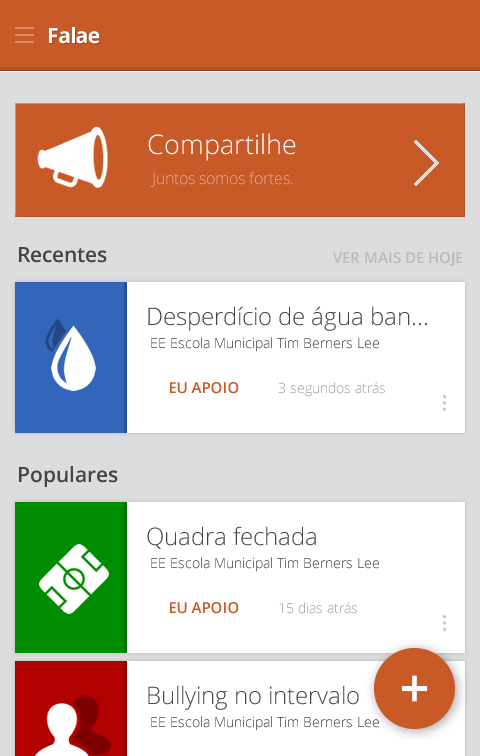 Falae
Compartilhe
Juntos somos fortes.
Recentes
VER MAIS DE HOJE
Desperdício de água ban...
EE Escola Municipal Tim Berners Lee
EU APOIO
3 segundos atrás
Populares
Quadra fechada
EE Escola Municipal Tim Berners Lee
EU APOIO
15 dias atrás
Bullying no intervalo
EE Escola Municipal Tim Berners Lee